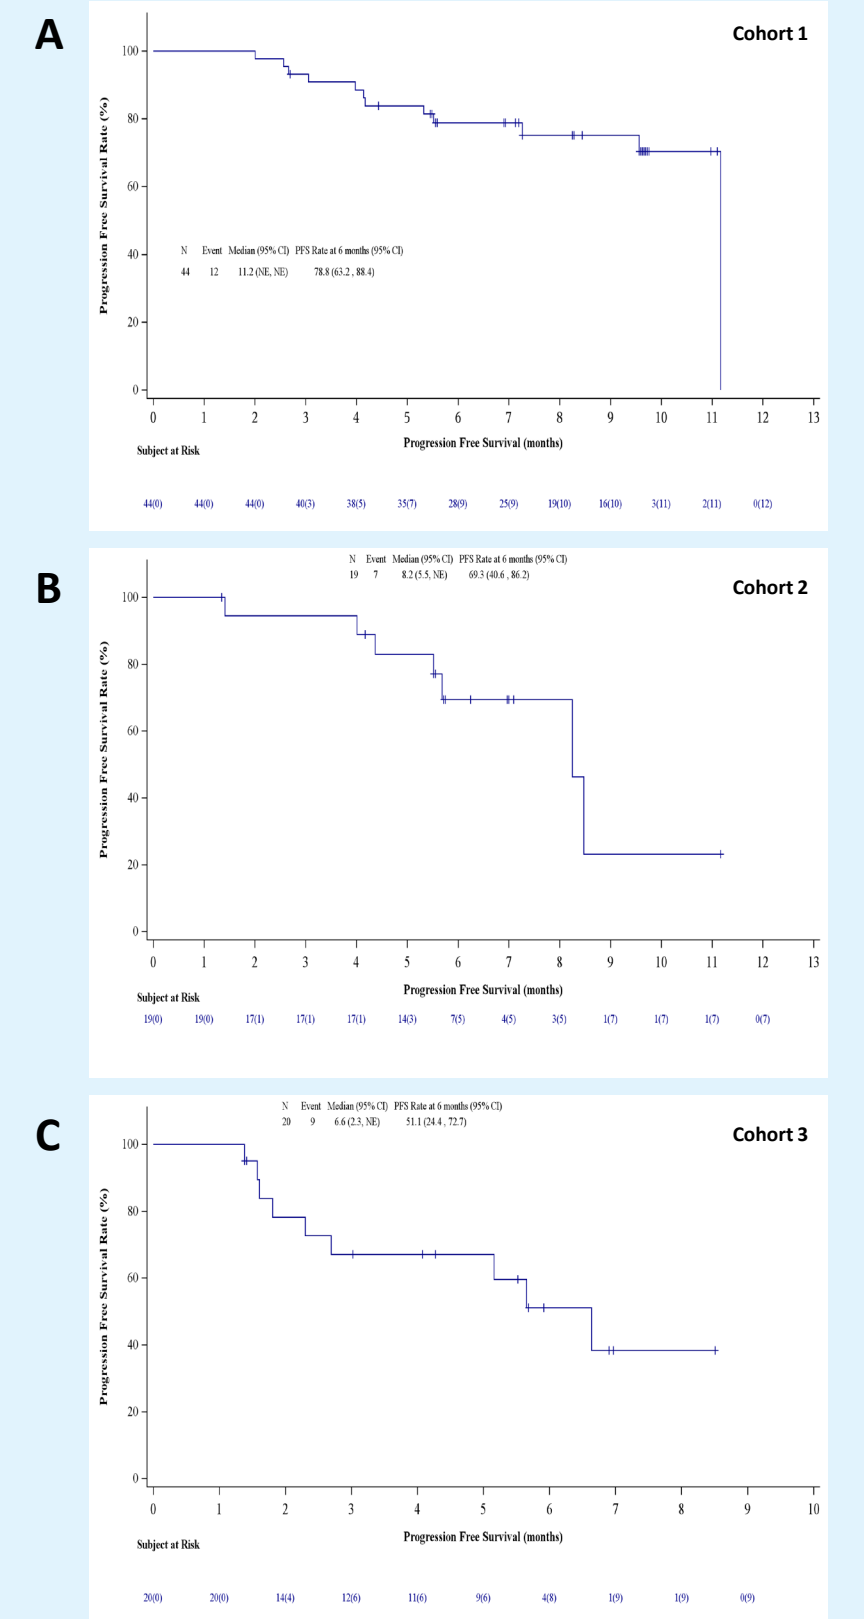 A
Cohort 1
Progression Free Survival Rate (%)
100
80
60
40
20
0
N Event Median (95% CI) PFS Rate at 6 months (95% CI)
44 12 11.2 (NE, NE) 78.8 (63.2 , 88.4)
0 1 2 3 4 5 6 7 8 9 10 11 12 13
Progression Free Survival (months)
Subject at Risk
44(0) 44(0) 44(0) 40(3) 38(5) 35(7) 28(9) 25(9) 19(10) 16(10) 3(11) 2(11) 0(12)
B
N Event Median (95% CI) PFS Rate at 6 months (95% CI)
19 7 8.2 (5.5, NE) 69.3 (40.6 , 86.2)
Cohort 2
Progression Free Survival Rate (%)
100
80
60
40
20
0
0 1 2 3 4 5 6 7 8 9 10 11 12 13
Progression Free Survival (months)
Subject at Risk
19(0) 19(0) 17(1) 17(1) 17(1) 14(3) 7(5) 4(5) 3(5) 1(7) 1(7) 1(7) 0(7)
C
N Event Median (95% CI) PFS Rate at 6 months (95% CI)
20 9 6.6 (2.3, NE) 51.1 (24.4 , 72.7)
Cohort 3
Progression Free Survival Rate (%)
100
80
60
40
20
0
0 1 2 3 4 5 6 7 8 9 10
Progression Free Survival (months)
Subject at Risk
20(0) 20(0) 14(4) 12(6) 11(6) 9(6) 4(8) 1(9) 1(9) 0(9)